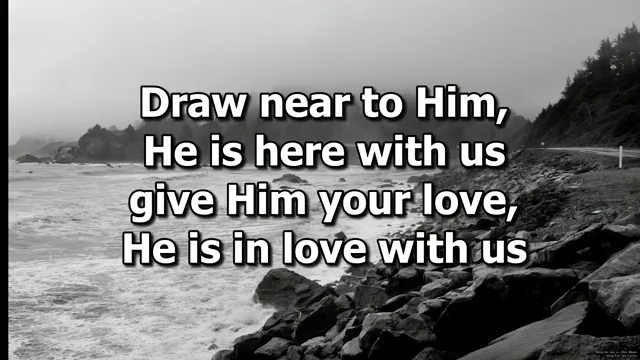 Draw near to Him,
He is here with us
give Him your love,
He is in love with us